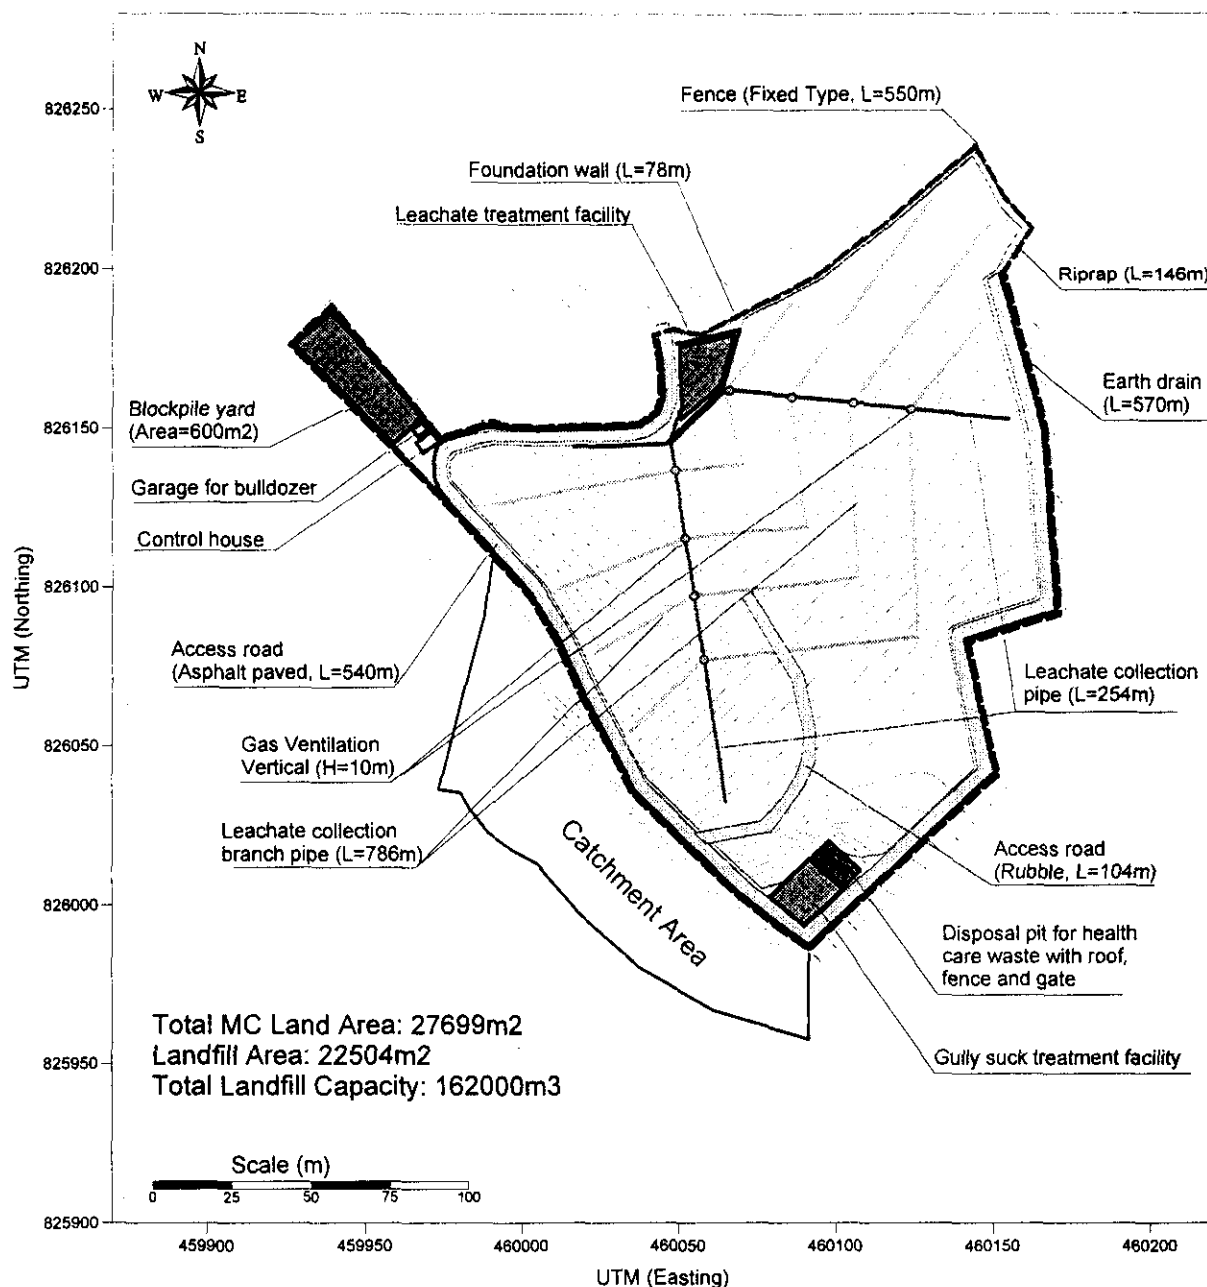 N
W E
S
826250
Fence (Fixed Type, L=550m)
Foundation wall (L=78m)
Leachate treatment facility
826200
Riprap (L=146m)
Blockpile yard
(Area=600m2)
Earth drain
(L=570m)
826150
Garage for bulldozer
Control house
826100
Access road
(Asphalt paved, L=540m)
Leachate collection
pipe (L=254m)
826050
Gas Ventilation
Vertical (H=10m)
Leachate collection
branch pipe (L=786m)
Catchment Area
Access road
(Rubble, L=104m)
826000
Disposal pit for health
care waste with roof,
fence and gate
Gully suck treatment facility
825950
Total MC Land Area: 27699m2
Landfill Area: 22504m2
Total Landfill Capacity: 162000m3
Scale (m)
0 25 50 75 100
825900
459900 459950 460000 460050 460100 460150 460200
UTM (Easting)
UTM (Northing)